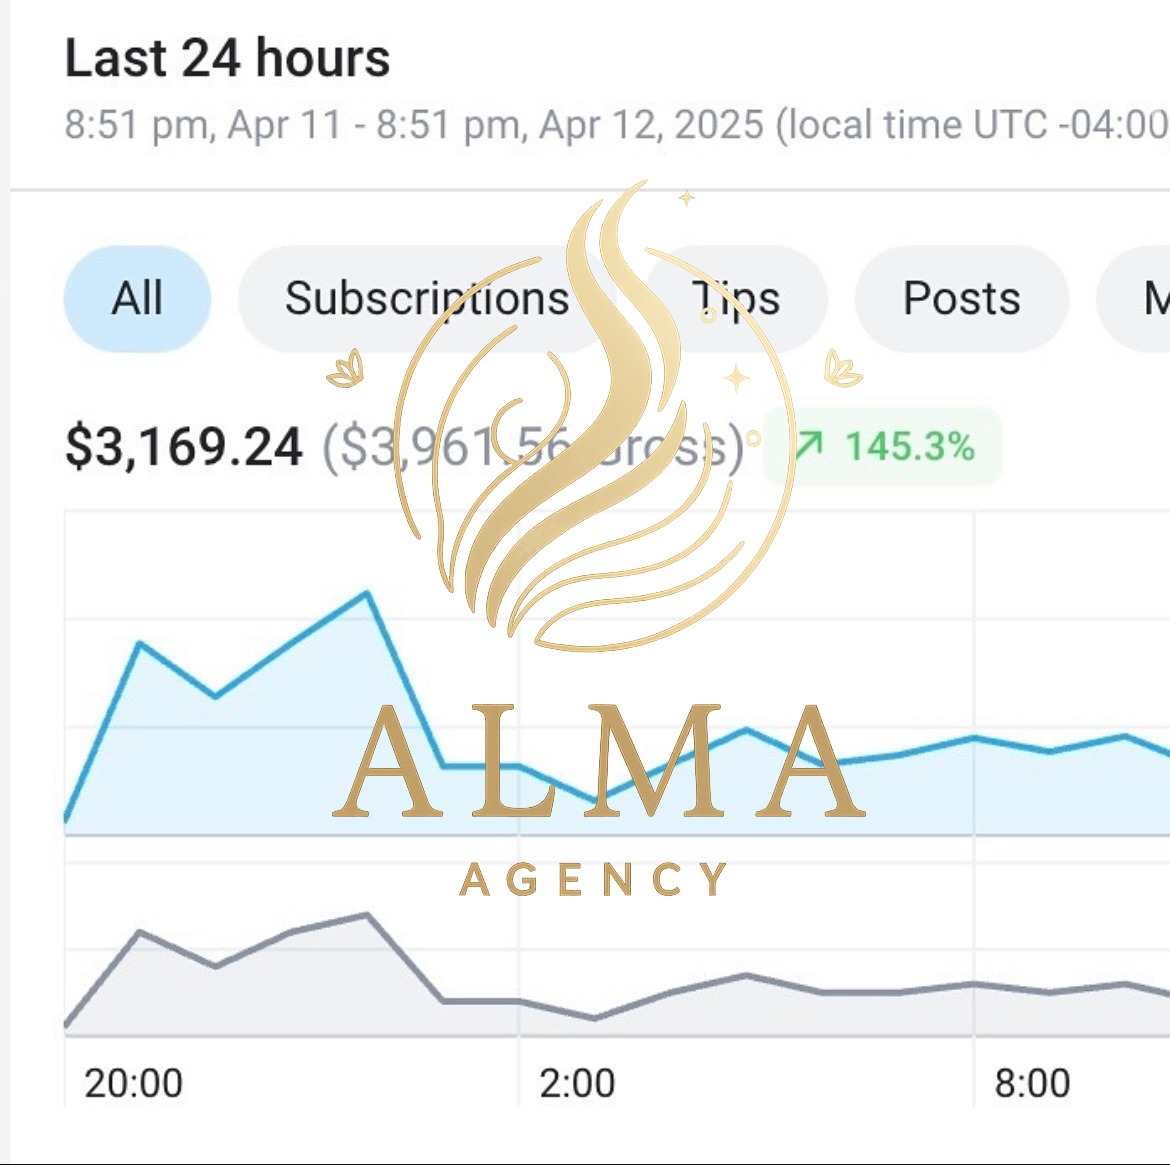 Last 24 hours
8:51 pm, Apr 11 - 8:51 pm, Apr 12, 2025 (local time UTC -04:00
All Subscriptions Tips Posts M
$3,169.24 ($3,961.56 Gross) 145.3%
ALMA
AGENCY
20:00 2:00 8:00